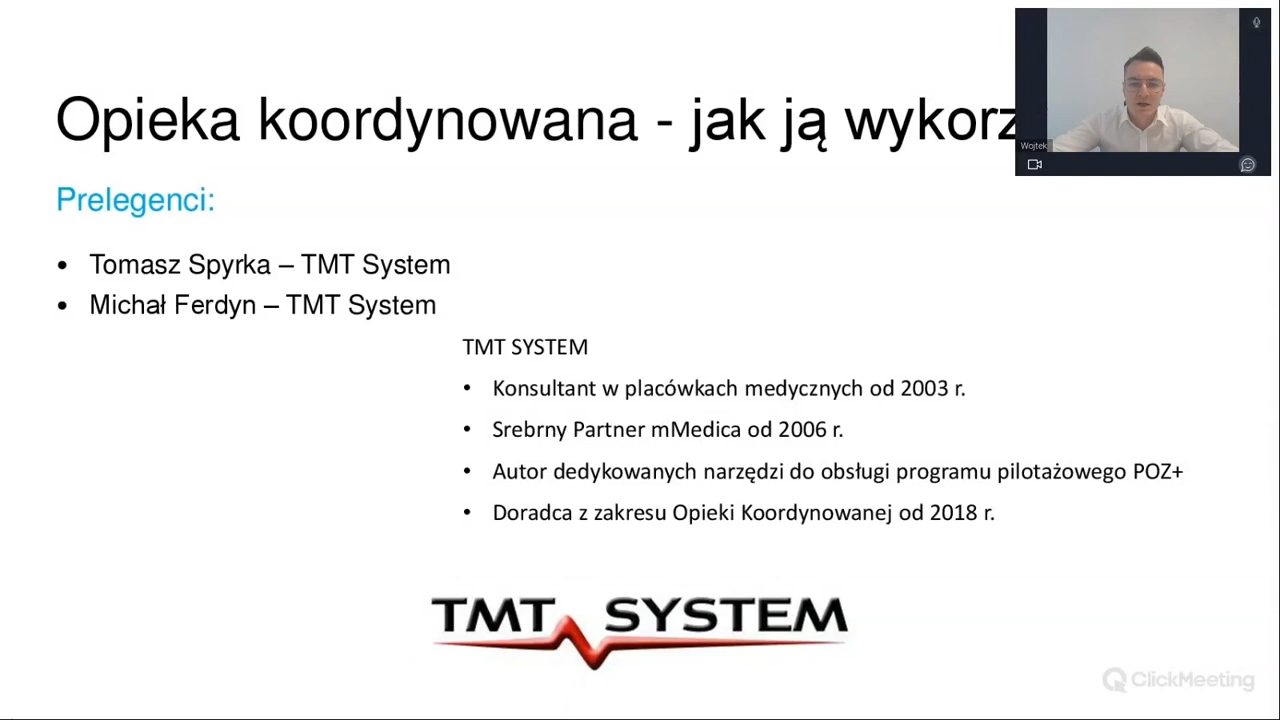 Opieka koordynowana - jak ją wykorz
Wojtek
Prelegenci:
• Tomasz Spyrka – TMT System
• Michał Ferdyn – TMT System
TMT SYSTEM
• Konsultant w placówkach medycznych od 2003 r.
• Srebrny Partner mMedica od 2006 r.
• Autor dedykowanych narzędzi do obsługi programu pilotażowego POZ+
• Doradca z zakresu Opieki Koordynowanej od 2018 r.
TMT SYSTEM
ClickMeeting